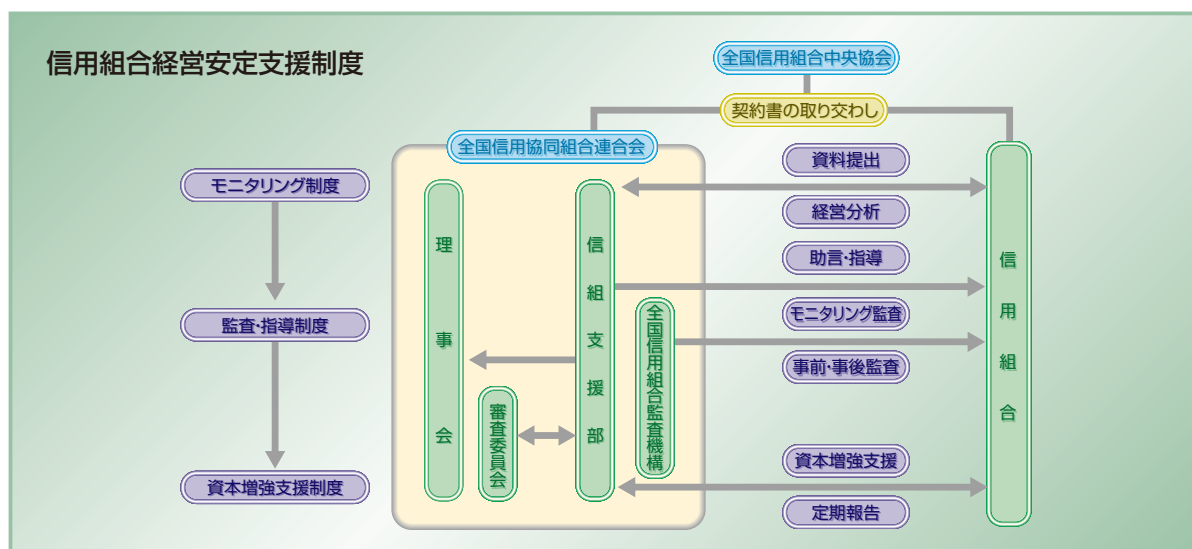 信用組合経営安定支援制度
全国信用組合中央協会
契約書の取り交わし
全国信用協同組合連合会
モニタリング制度
監査・指導制度
資本増強支援制度
理事会
審査委員会
信組支援部
全国信用組合監査機構
資料提出
経営分析
助言・指導
モニタリング監査
事前・事後監査
資本増強支援
定期報告
信用組合